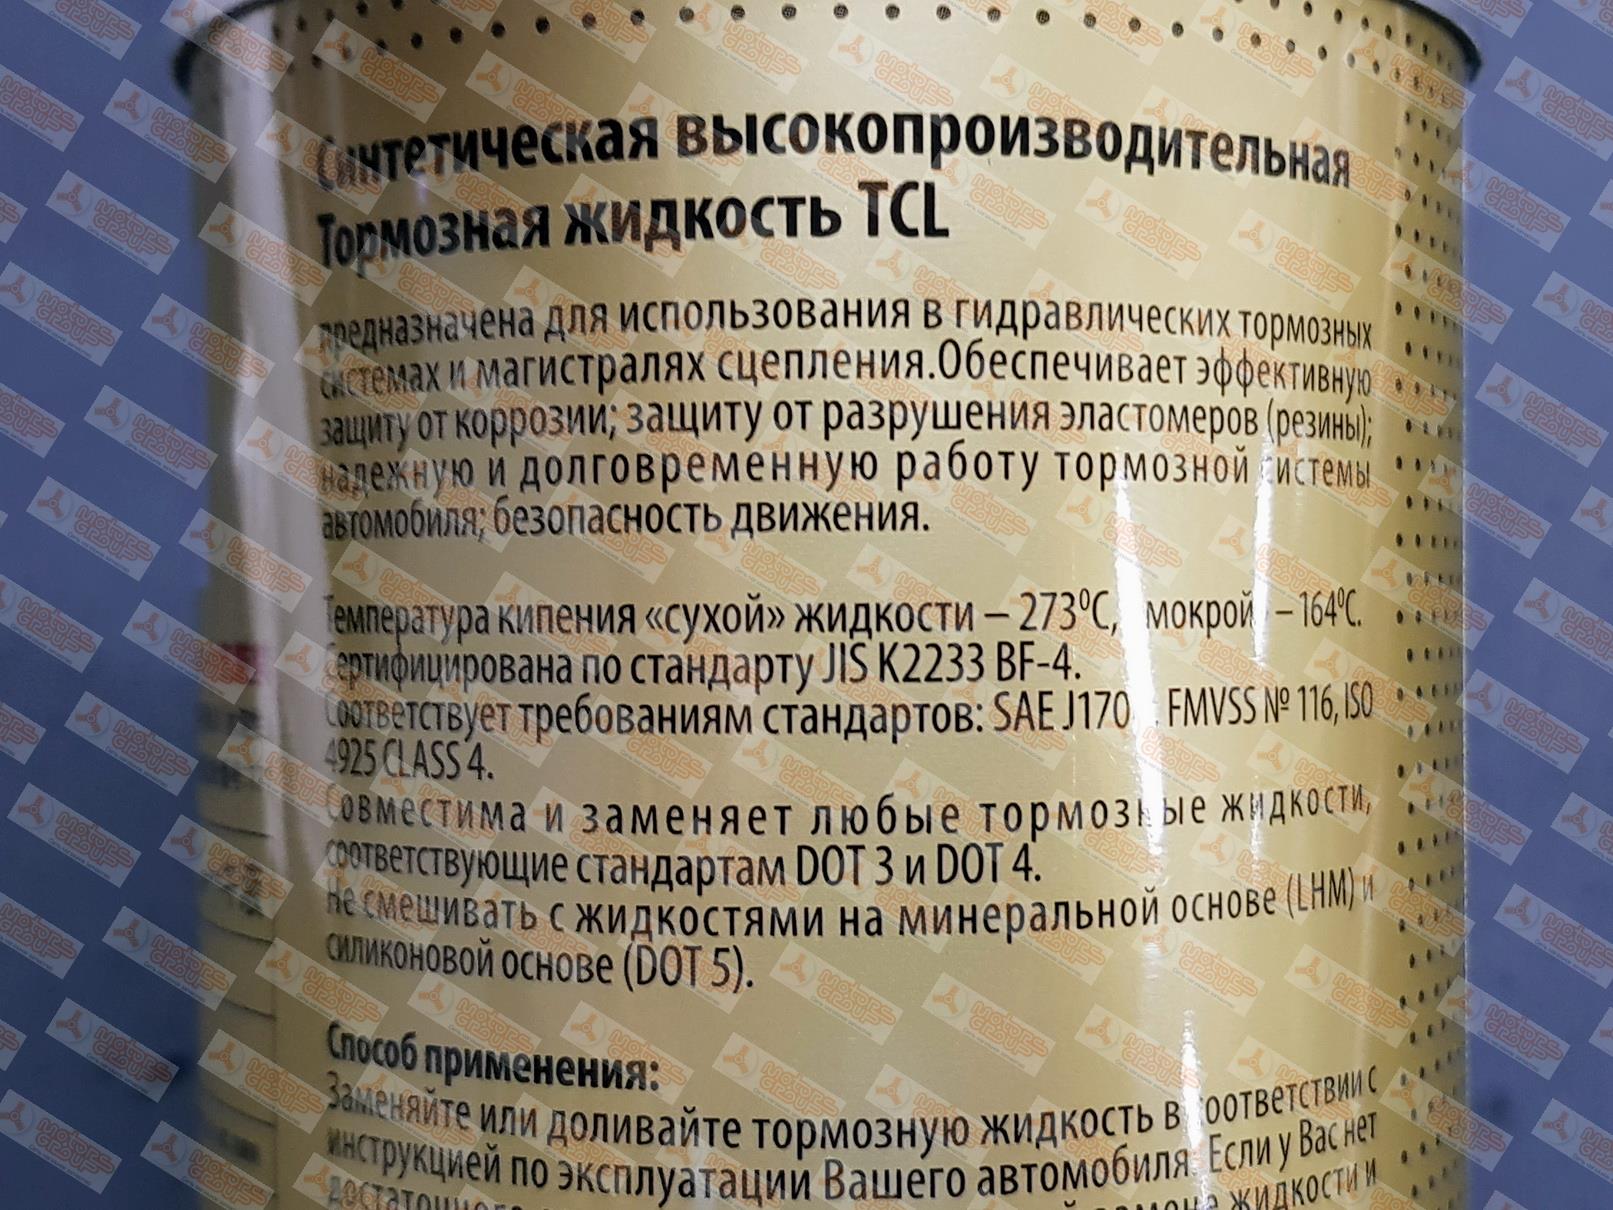 Синтетическая высокопроизводительная
Тормозная жидкость TCL
предназначена для использования в гидравлических тормозных
системах и магистралях сцепления.Обеспечивает эффективную
защиту от коррозии; защиту от разрушения эластомеров (резины);
надежную и долговременную работу тормозной системы
автомобиля; безопасность движения.
Температура кипения «сухой» жидкости – 273⁰С, мокрой – 164⁰С.
Сертифицирована по стандарту JIS K2233 BF-4.
Соответствует требованиям стандартов: SAE FMVSS № 116, ISO
4925 CLASS 4.
Совместима и заменяет любые тормозные жидкости,
соответствующие стандартам DOT 3 и DOT 4.
Не смешивать с жидкостями на минеральной основе (LHM) и
силиконовой основе (DOT 5).
Способ применения:
Заменяйте или доливайте тормозную жидкость в соответствии с
инструкцией по эксплуатации Вашего автомобиля. Если у Вас нет
жидкости и